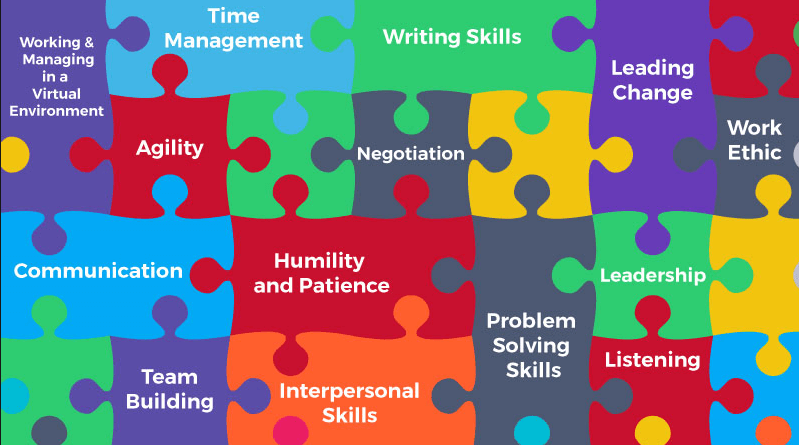 Working &
Managing
in a
Virtual
Environment
Time
Management
Writing Skills
Leading
Change
Work
Ethic
Agility
Negotiation
Communication
Humility
and Patience
Leadership
Problem
Solving
Skills
Listening
Team
Building
Interpersonal
Skills